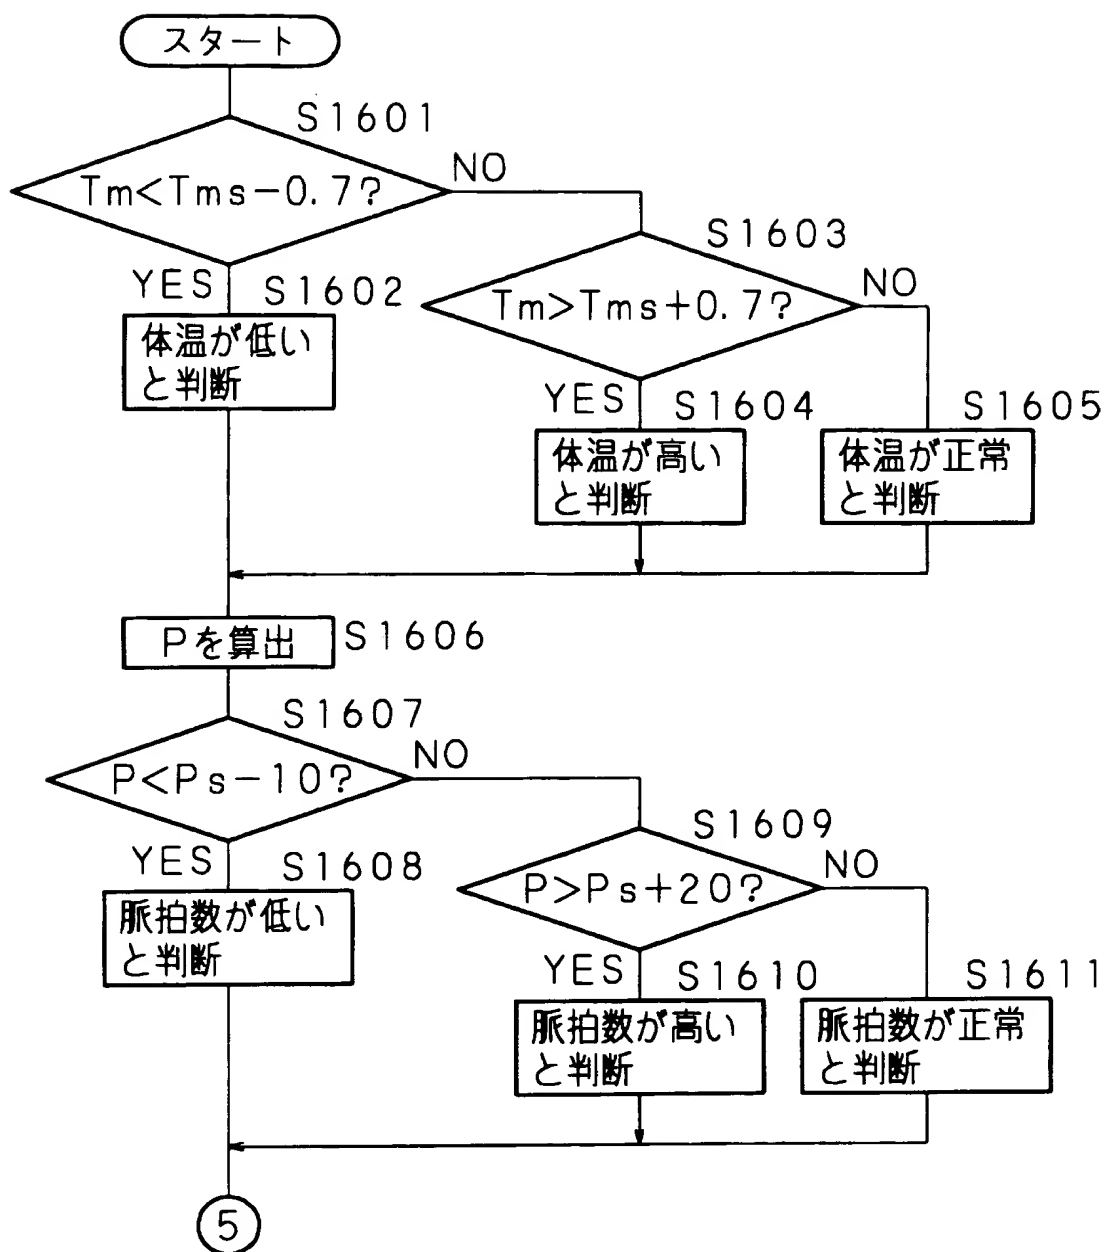 スタート
S1601
Tm<Tms−0.7?
NO
YES
S1602
体温が低い
と判断
S1603
Tm>Tms+0.7?
NO
YES
S1604
体温が高い
と判断
S1605
体温が正常
と判断
Pを算出
S1606
S1607
P<Ps−10?
NO
YES
S1608
脈拍数が低い
と判断
S1609
P>Ps+20?
NO
YES
S1610
脈拍数が高い
と判断
S1611
脈拍数が正常
と判断
5